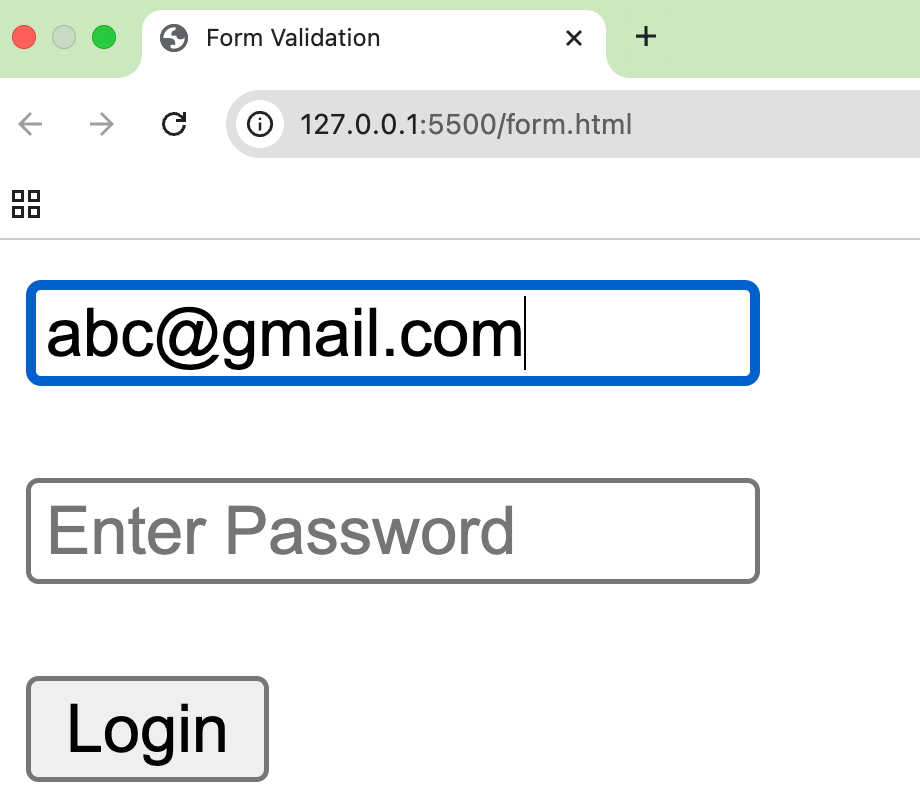 Form Validation
127.0.0.1:5500/form.html
abc@gmail.com
Enter Password
Login